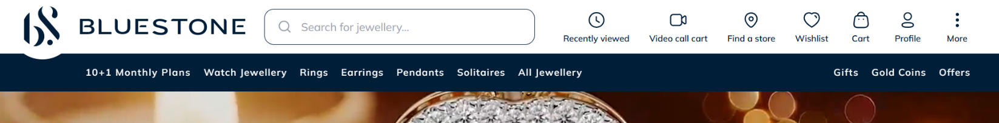 bs BLUESTONE
Search for jewellery...
Recently viewed Video call cart Find a store Wishlist Cart Profile More
10+1 Monthly Plans Watch Jewellery Rings Earrings Pendants Solitaires All Jewellery Gifts Gold Coins Offers